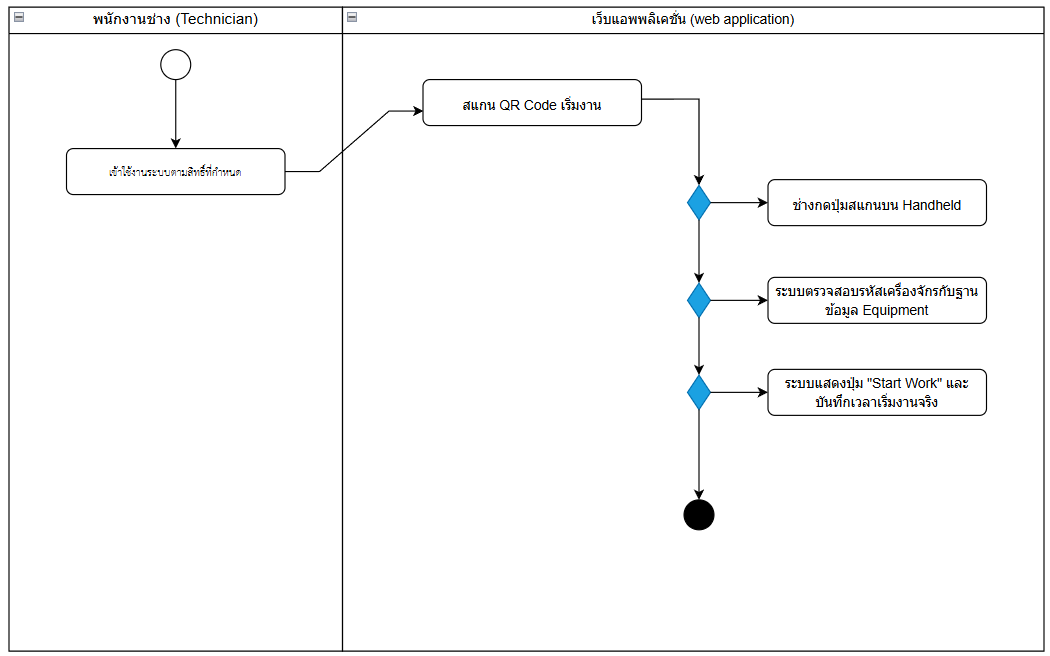 พนักงานช่าง (Technician)
เว็บแอพพลิเคชั่น (web application)
สแกน QR Code เริ่มงาน
เข้าใช้งานระบบตามสิทธิ์ที่กำหนด
ช่างกดปุ่มสแกนบน Handheld
ระบบตรวจสอบรหัสเครื่องจักรกับฐาน
ข้อมูล Equipment
ระบบแสดงปุ่ม "Start Work" และ
บันทึกเวลาเริ่มงานจริง